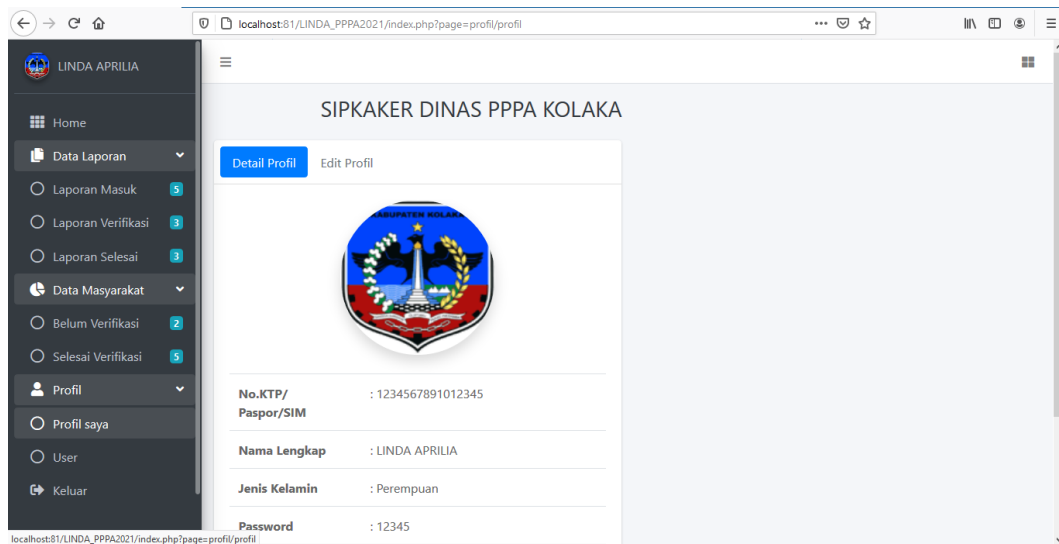 localhost:81/LINDA_PPPA2021/index.php?page=profil/profil
LINDA APRILIA
Home
Data Laporan
Laporan Masuk 5
Laporan Verifikasi 3
Laporan Selesai 3
Data Masyarakat
Belum Verifikasi 2
Selesai Verifikasi 5
Profil
Profil saya
User
Keluar
SIPKAKER DINAS PPPA KOLAKA
Detail Profil Edit Profil
KABUPATEN KOLAKA
No.KTP/ : 1234567891012345
Paspor/SIM
Nama Lengkap : LINDA APRILIA
Jenis Kelamin : Perempuan
Password : 12345
localhost:81/LINDA_PPPA2021/index.php?page=profil/profil